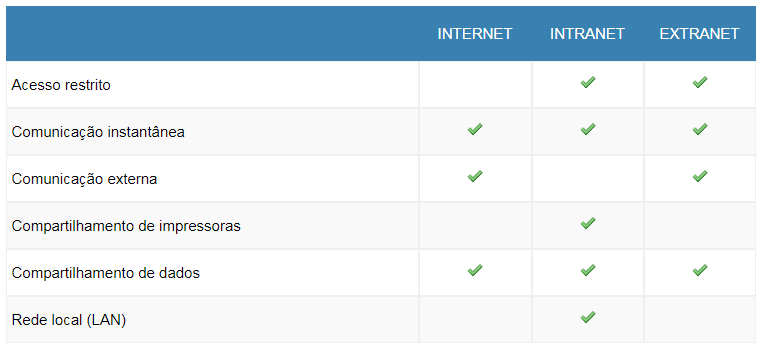 INTERNET INTRANET EXTRANET
Acesso restrito
Comunicação instantânea
Comunicação externa
Compartilhamento de impressoras
Compartilhamento de dados
Rede local (LAN)